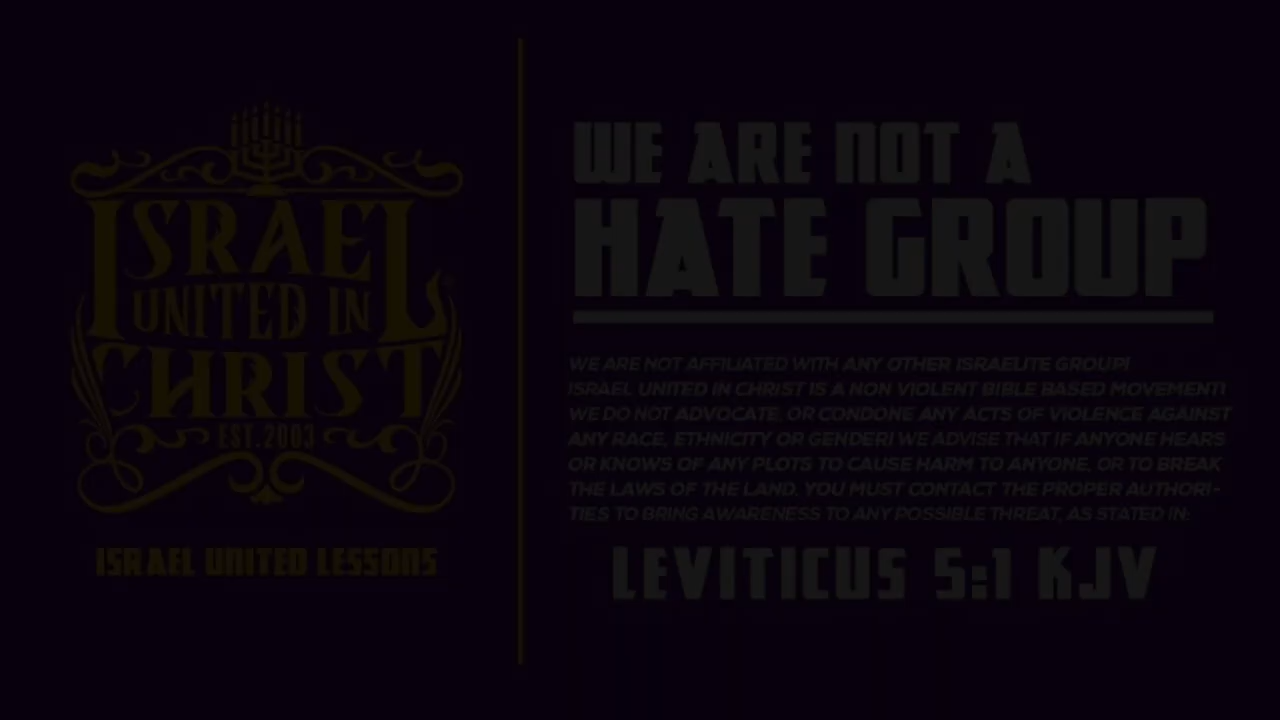 ISRAEL
UNITED IN
CHRIST
EST. 2003
ISRAEL UNITED LESSONS
WE ARE NOT A
HATE GROUP
WE ARE NOT AFFILIATED WITH ANY OTHER ISRAELITE GROUP!
ISRAEL UNITED IN CHRIST IS A NON VIOLENT BIBLE BASED MOVEMENT!
WE DO NOT ADVOCATE, OR CONDONE ANY ACTS OF VIOLENCE AGAINST
ANY RACE, ETHNICITY OR GENDER! WE ADVISE THAT IF ANYONE HEARS
OR KNOWS OF ANY PLOTS TO CAUSE HARM TO ANYONE, OR TO BREAK
THE LAWS OF THE LAND. YOU MUST CONTACT THE PROPER AUTHORI-
TIES TO BRING AWARENESS TO ANY POSSIBLE THREAT, AS STATED IN:
LEVITICUS 5:1 KJV